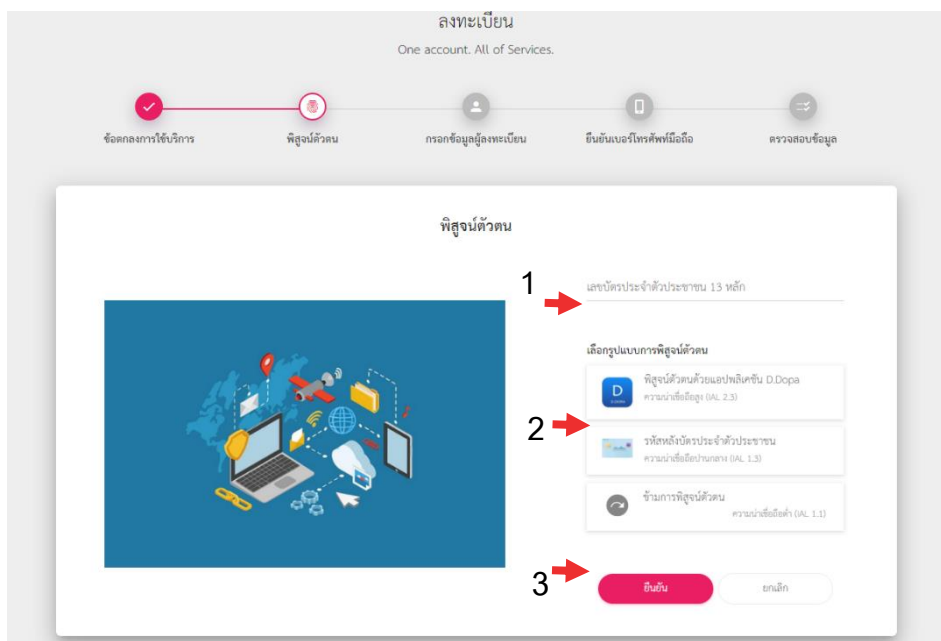 ลงทะเบียน
One account. All of Services.
ข้อตกลงการใช้บริการ
พิสูจน์ตัวตน
กรอกข้อมูลผู้ลงทะเบียน
ยืนยันเบอร์โทรศัพท์มือถือ
ตรวจสอบข้อมูล
พิสูจน์ตัวตน
1
เลขบัตรประจำตัวประชาชน 13 หลัก
เลือกรูปแบบการพิสูจน์ตัวตน
D
พิสูจน์ตัวตนด้วยแอปพลิเคชัน D.Dopa
ความน่าเชื่อถือสูง (IAL 2.3)
2
รหัสหลังบัตรประจำตัวประชาชน
ความน่าเชื่อถือปานกลาง (IAL 1.3)
ข้ามการพิสูจน์ตัวตน
ความน่าเชื่อถือต่ำ (IAL 1.1)
3
ยืนยัน
ยกเลิก